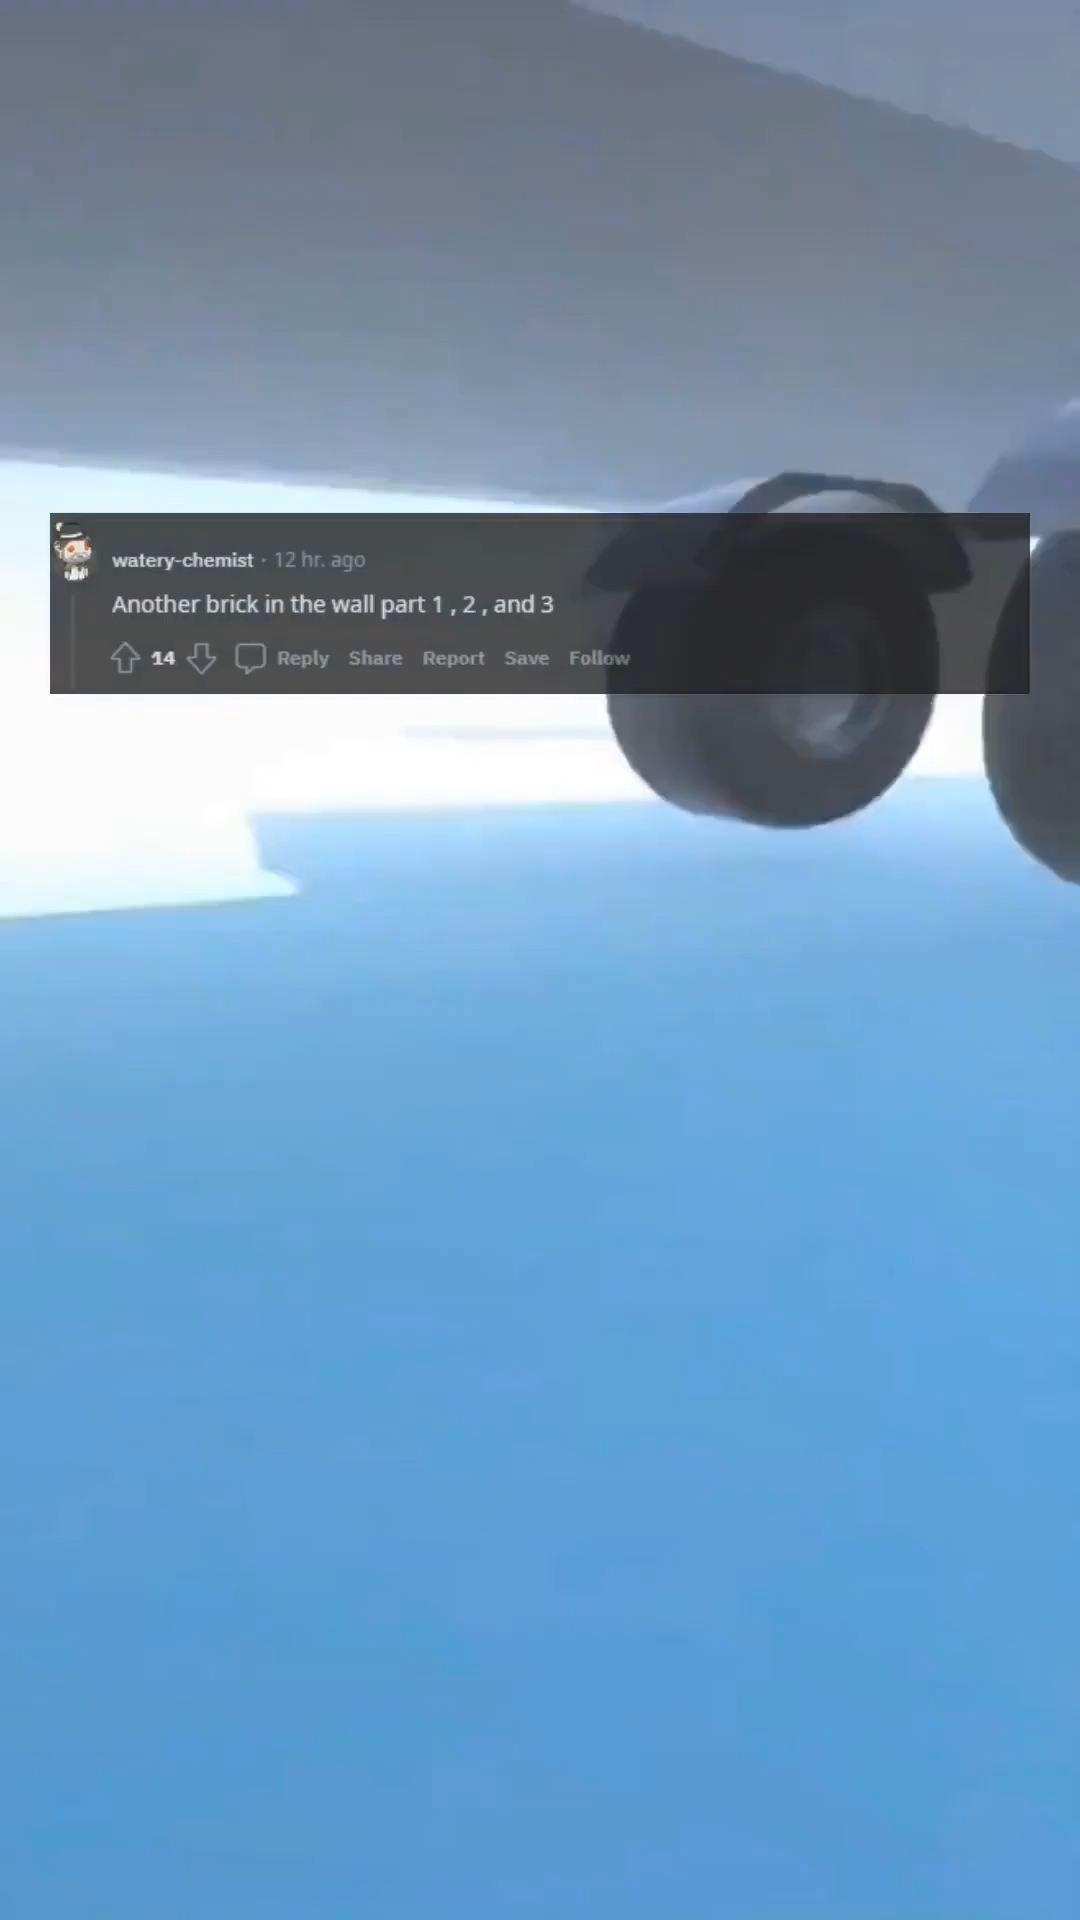 watery-chemist · 12 hr. ago
Another brick in the wall part 1 , 2 , and 3
14 Reply Share Report Save Follow